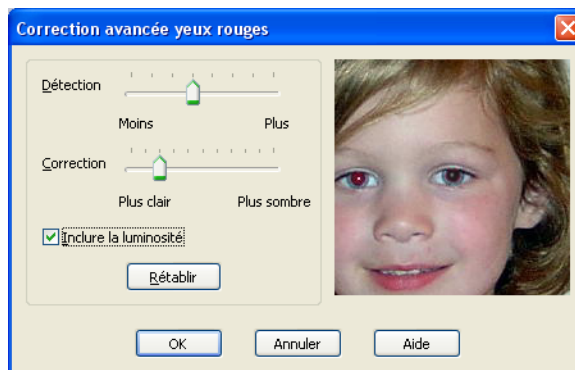 Correction avancée yeux rouges
Détection
Moins Plus
Correction
Plus clair Plus sombre
Inclure la luminosité
Rétablir
OK Annuler Aide